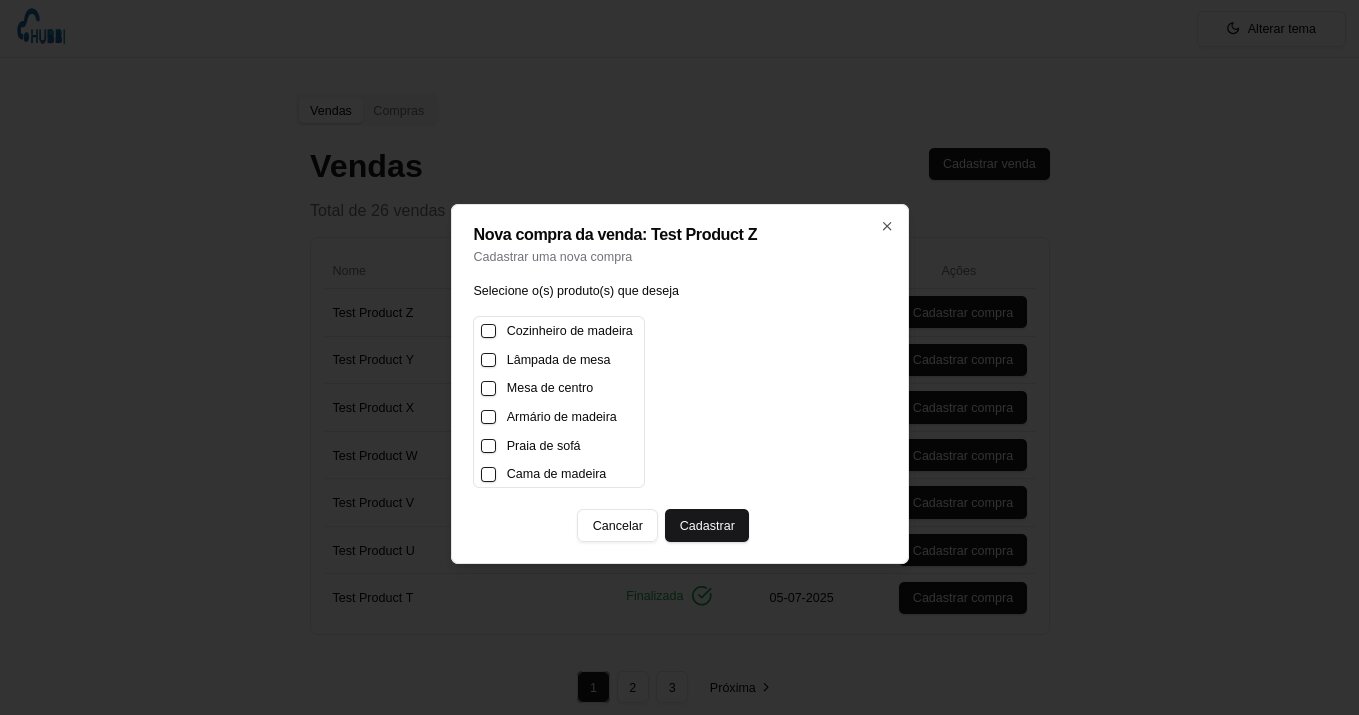 HUBBI
Alterar tema
Vendas Compras
Vendas
Cadastrar venda
Total de 26 vendas
Nova compra da venda: Test Product Z
Cadastrar uma nova compra
Selecione o(s) produto(s) que deseja
Cozinheiro de madeira
Lâmpada de mesa
Mesa de centro
Armário de madeira
Praia de sofá
Cama de madeira
Cancelar Cadastrar
Nome Ações
Test Product Z Cadastrar compra
Test Product Y Cadastrar compra
Test Product X Cadastrar compra
Test Product W Cadastrar compra
Test Product V Cadastrar compra
Test Product U Cadastrar compra
Test Product T Finalizada 05-07-2025 Cadastrar compra
1 2 3 Próxima